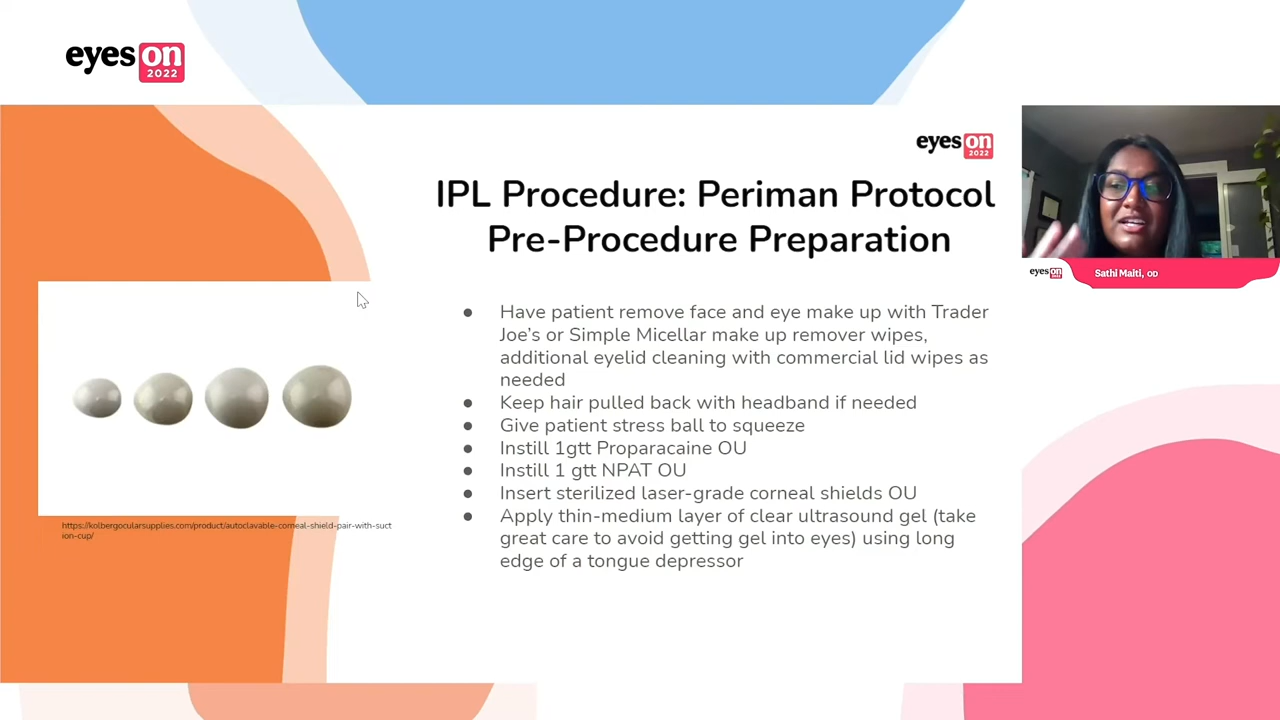 eyes on
2022
eyes on
2022
IPL Procedure: Periman Protocol
Pre-Procedure Preparation
● Have patient remove face and eye make up with Trader
Joe's or Simple Micellar make up remover wipes,
additional eyelid cleaning with commercial lid wipes as
needed
● Keep hair pulled back with headband if needed
● Give patient stress ball to squeeze
● Instill 1gtt Proparacaine OU
● Instill 1 gtt NPAT OU
● Insert sterilized laser-grade corneal shields OU
● Apply thin-medium layer of clear ultrasound gel (take
great care to avoid getting gel into eyes) using long
edge of a tongue depressor
https://kolbergocularsupplies.com/product/autoclavable-corneal-shield-pair-with-suct
ion-cup/
eyes on
2022
Sathi Maiti, OD